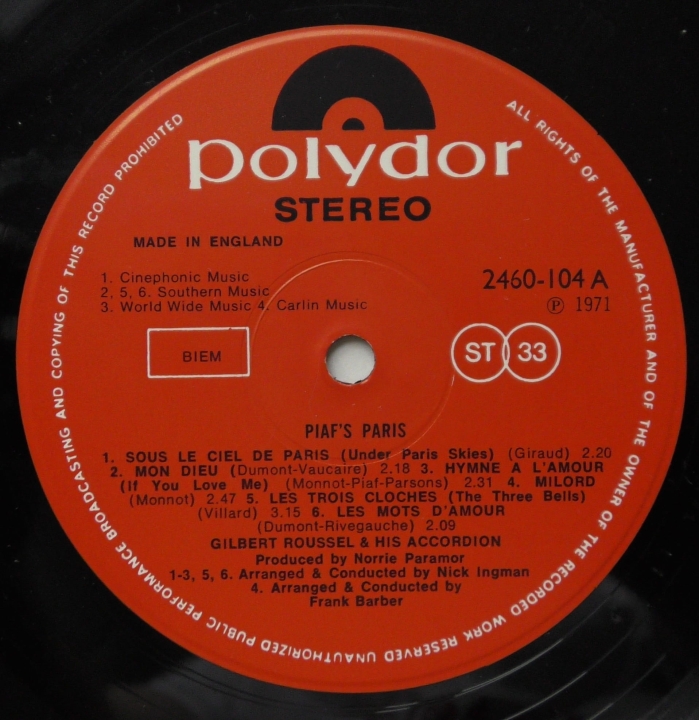 polydor
STEREO
MADE IN ENGLAND
1. Cinephonic Music
2, 5, 6. Southern Music
3. World Wide Music 4. Carlin Music
2460-104 A
℗ 1971
BIEM
ST 33
PIAF'S PARIS
1. SOUS LE CIEL DE PARIS (Under Paris Skies) (Giraud) 2.20
2. MON DIEU (Dumont-Vaucaire) 2.18 3. HYMNE A L'AMOUR
(If You Love Me) (Monnot-Piaf-Parsons) 2.31 4. MILORD
(Monnot) 2.47 5. LES TROIS CLOCHES (The Three Bells)
(Villard) 3.15 6. LES MOTS D'AMOUR
(Dumont-Rivegauche) 2.09
GILBERT ROUSSEL & HIS ACCORDION
Produced by Norrie Paramor
1-3, 5, 6. Arranged & Conducted by Nick Ingman
4. Arranged & Conducted by
Frank Barber
ALL RIGHTS OF THE MANUFACTURER AND OF THE OWNER OF THE RECORDED WORK RESERVED UNAUTHORIZED PUBLIC PERFORMANCE BROADCASTING AND COPYING OF THIS RECORD PROHIBITED